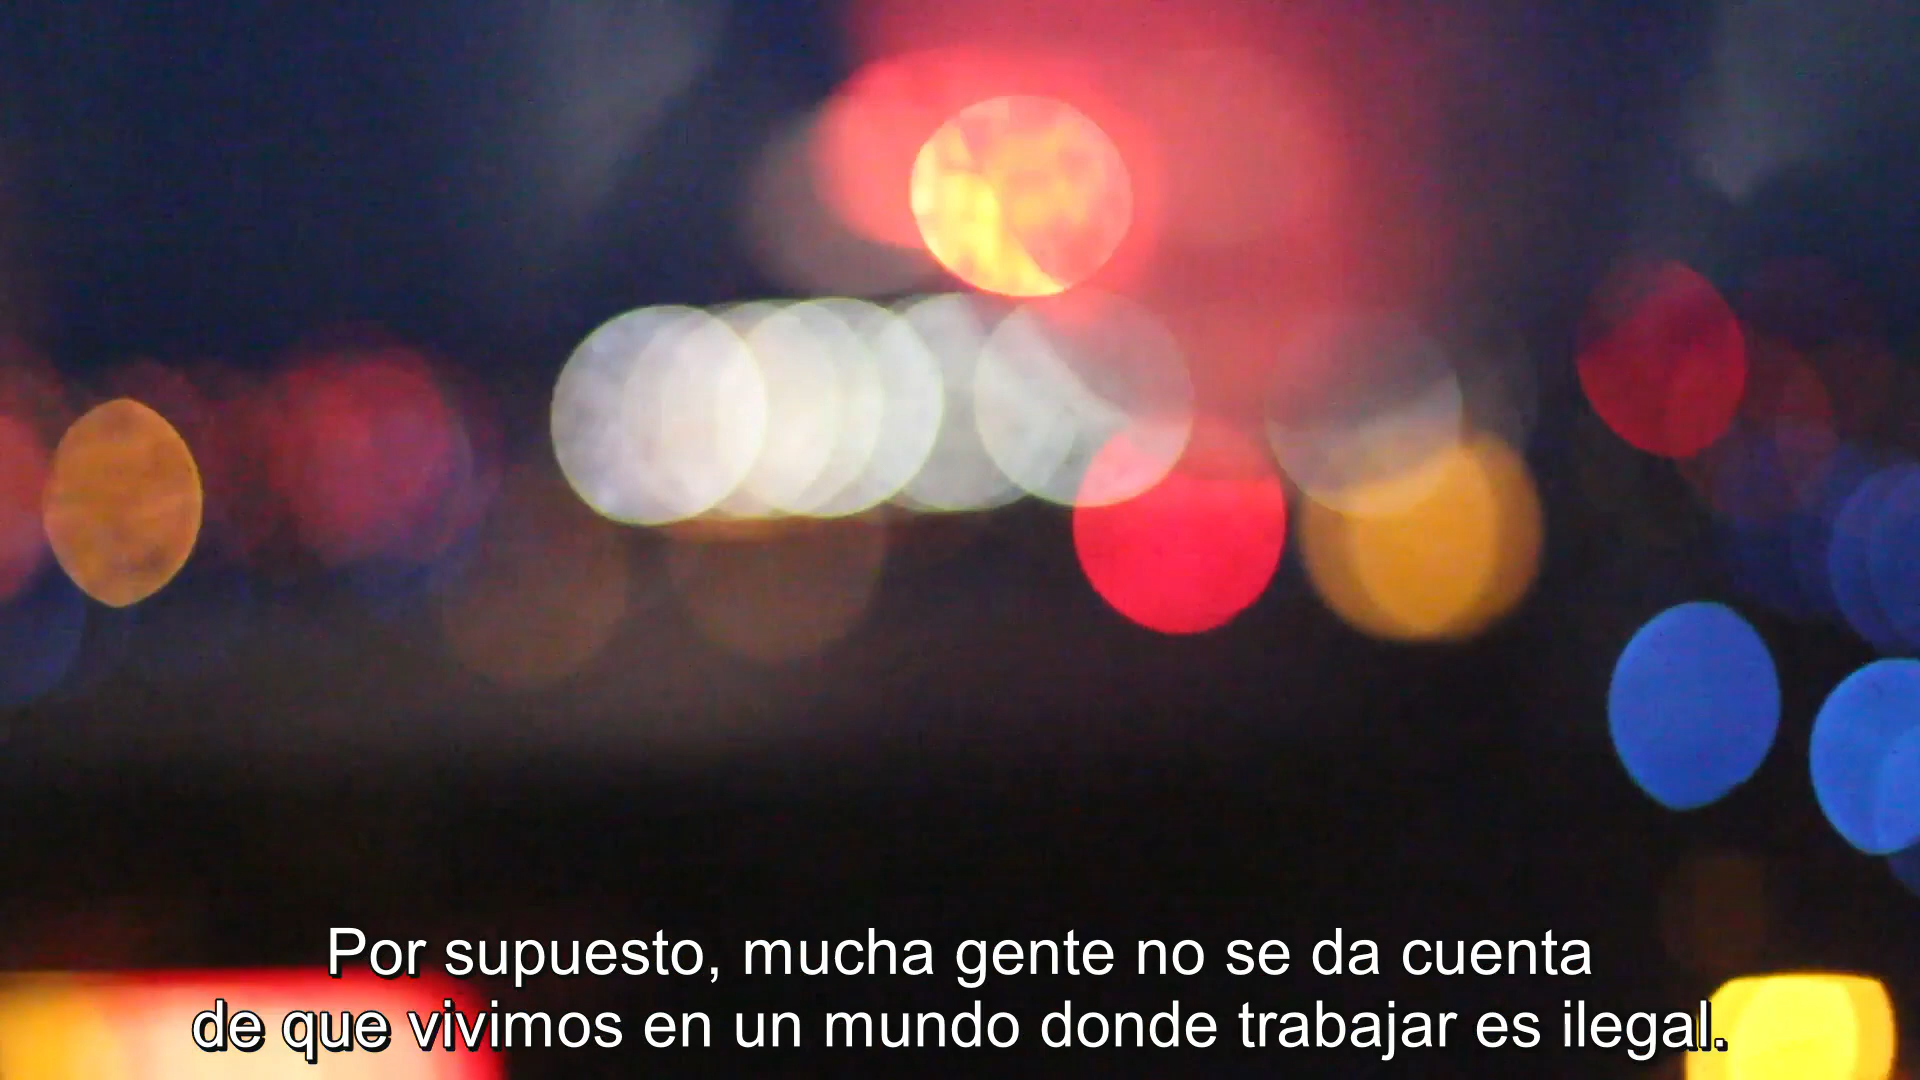 Por supuesto, mucha gente no se da cuenta
de que vivimos en un mundo donde trabajar es ilegal.